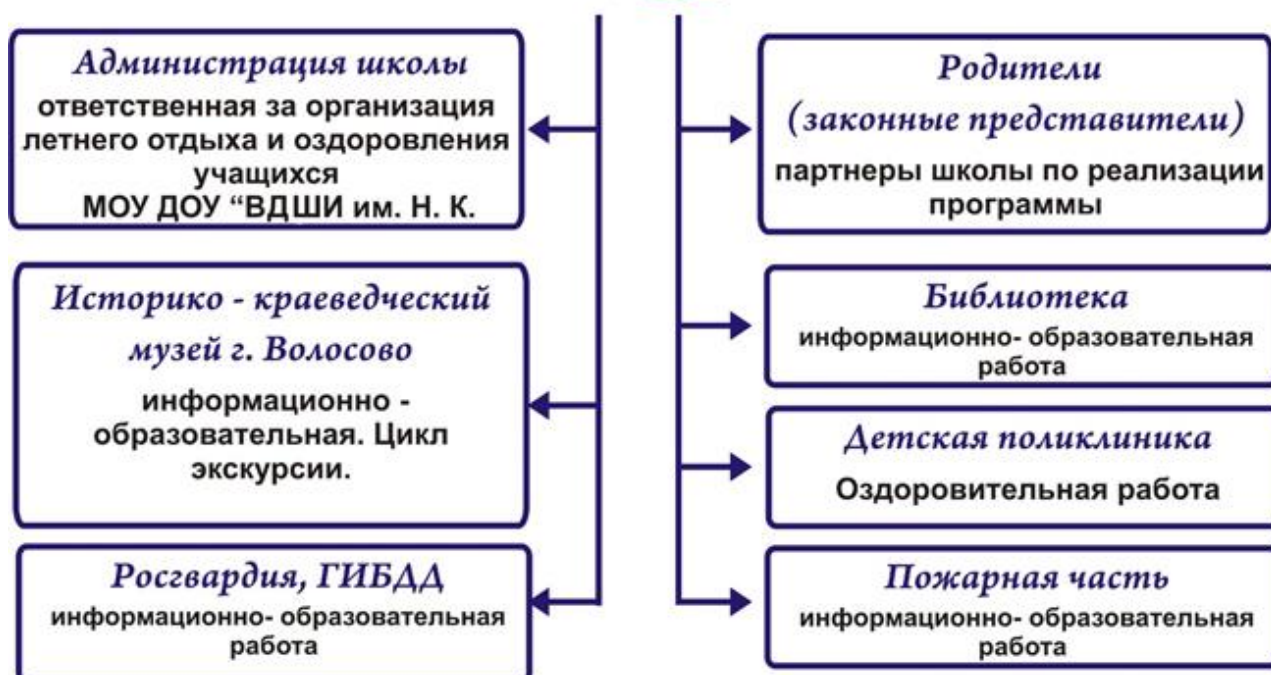 Администрация школы
ответственная за организация
летнего отдыха и оздоровления
учащихся
МОУ ДОУ “ВДШИ им. Н. К.
Историко - краеведческий
музей г. Волосово
информационно -
образовательная. Цикл
экскурсии.
Росгвардия, ГИБДД
информационно- образовательная
работа
Родители
(законные представители)
партнеры школы по реализации
программы
Библиотека
информационно- образовательная
работа
Детская поликлиника
Оздоровительная работа
Пожарная часть
информационно- образовательная
работа